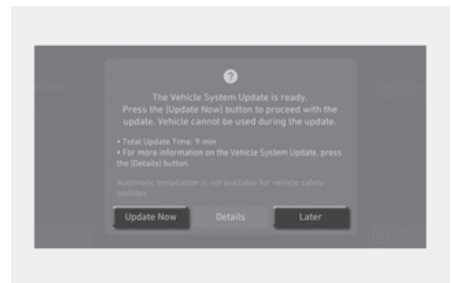 ?
The Vehicle System Update is ready.
Press the [Update Now] button to proceed with the
update. Vehicle cannot be used during the update.
• Total Update Time: 9 min
• For more information on the Vehicle System Update, press
the [Details] button.
Automatic installation is not available for vehicle safety
updates.
Update Now
Details
Later